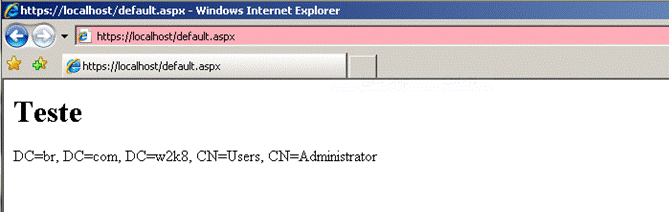 https://localhost/default.aspx - Windows Internet Explorer
https://localhost/default.aspx
https://localhost/default.aspx
Teste
DC=br, DC=com, DC=w2k8, CN=Users, CN=Administrator